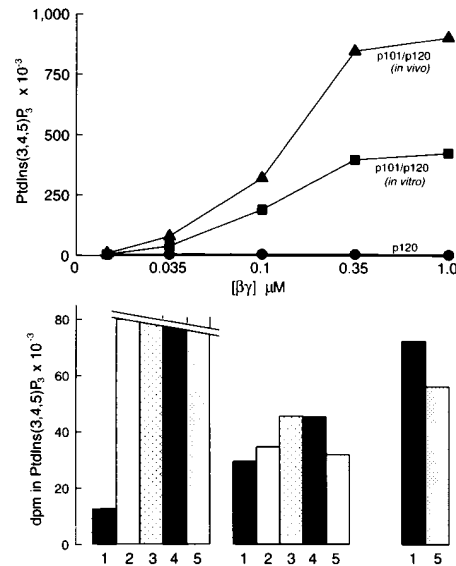 PtdIns(3,4,5)P3 x 10-3
1,000
750
500
250
0
p101/p120
(in vivo)
p101/p120
(in vitro)
p120
0
0.035
0.1
0.35
1.0
[βγ] μM
dpm in PtdIns(3,4,5)P3 x 10-3
80
60
40
20
0
1 2 3 4 5
1 2 3 4 5
1 5